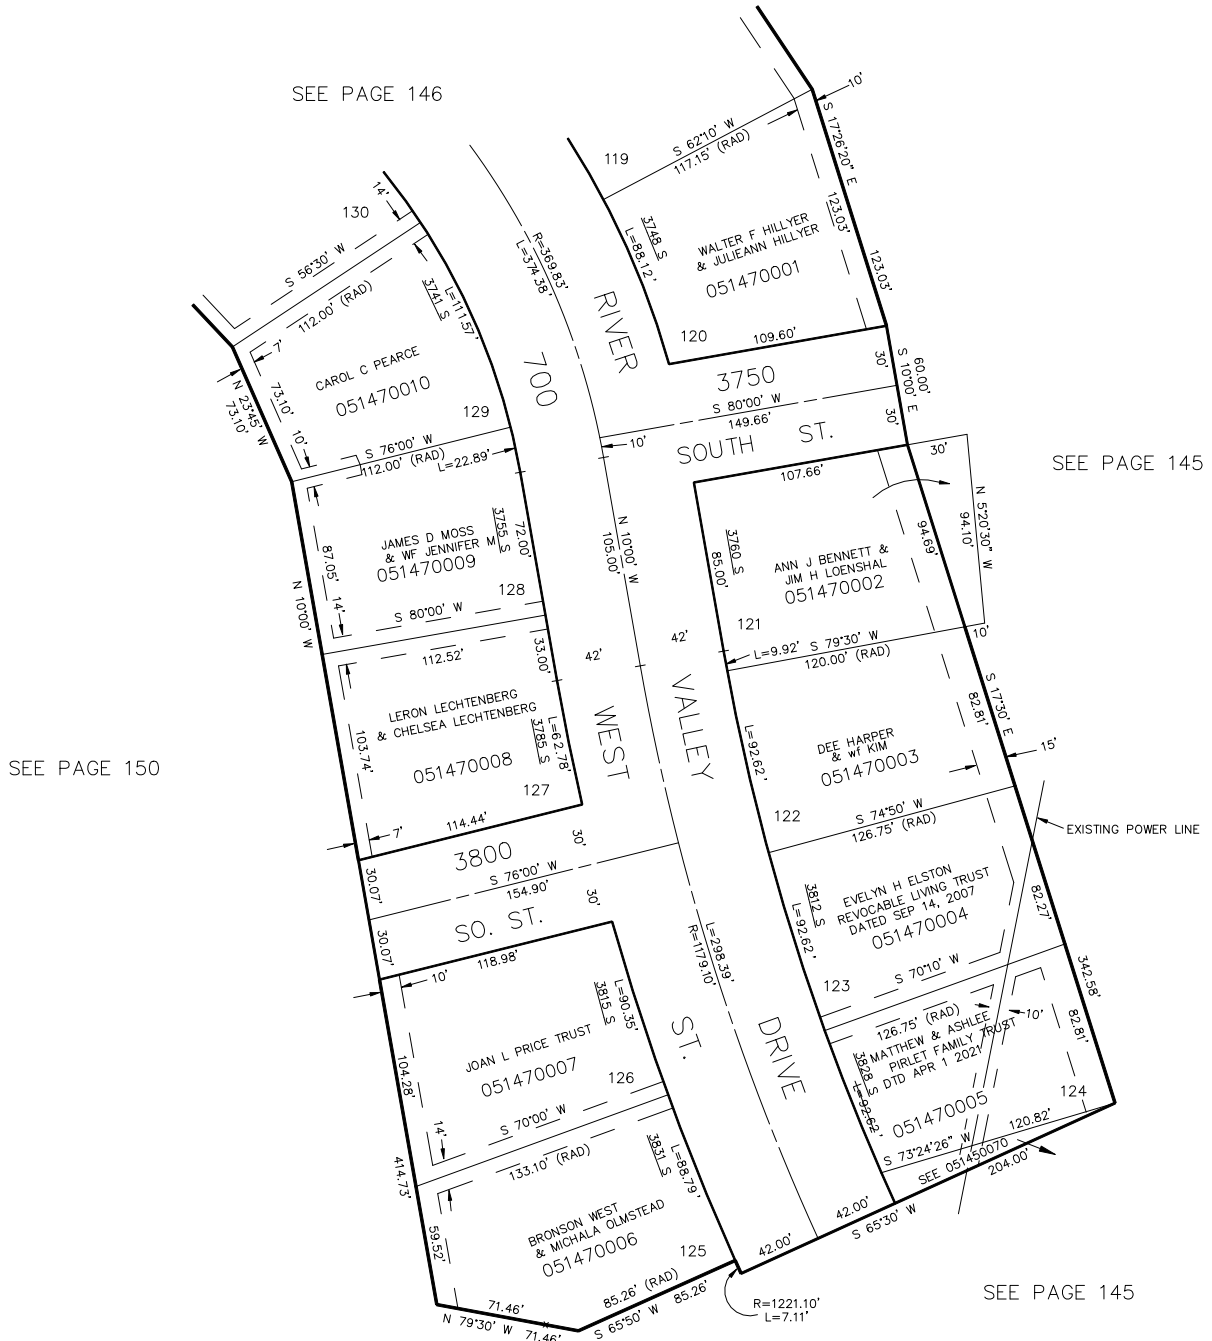 SEE PAGE 146
10'
S 17°26'20" E
123.03'
123.03'
119
S 62°10' W
117.15' (RAD)
3748 S
L=88.12'
WALTER F HILLYER
& JULIEANN HILLYER
051470001
120
109.60'
14'
130
S 56°30' W
112.00' (RAD)
L=111.57'
3741 S
7'
N 23°45' W
73.10'
73.10'
10'
CAROL C PEARCE
051470010
129
S 76°00' W
112.00' (RAD)
L=22.89'
R=369.83'
L=374.38'
RIVER
700
3750
S 80°00' W
149.66'
SOUTH ST.
10'
30'
30'
60.00'
S 10°00' E
30'
SEE PAGE 145
107.66'
N 5°20'30" W
94.10'
94.69'
3760 S
85.00'
ANN J BENNETT &
JIM H LOENSHAL
051470002
121
L=9.92'
S 79°30' W
120.00' (RAD)
10'
JAMES D MOSS
& WF JENNIFER M
051470009
3755 S
72.00'
87.05'
14'
128
N 10°00' W
S 80°00' W
112.52'
N 10°00' W
105.00'
42'
42'
33.00'
LERON LECHTENBERG
& CHELSEA LECHTENBERG
051470008
3785 S
L=62.78'
103.74'
127
7'
114.44'
SEE PAGE 150
WEST
VALLEY
S 17°30' E
82.81'
15'
DEE HARPER
& wf KIM
051470003
L=92.62'
122
S 74°50' W
126.75' (RAD)
EXISTING POWER LINE
3800
30'
S 76°00' W
154.90'
30'
SO. ST.
30.07'
30.07'
EVELYN H ELSTON
REVOCABLE LIVING TRUST
DATED SEP 14, 2007
051470004
3812 S
L=92.62'
82.27'
123
S 70°10' W
126.75' (RAD)
342.58'
L=298.39'
R=1179.10'
10'
118.98'
L=90.35'
3815 S
JOAN L PRICE TRUST
051470007
104.28'
126
14'
S 70°00' W
133.10' (RAD)
ST.
DRIVE
MATTHEW & ASHLEE
PIRLET FAMILY TRUST
DTD APR 1 2021
051470005
10'
82.81'
3828 S
L=92.62'
124
S 73°24'26" W
120.82'
SEE 051450070
204.00'
414.73'
59.52'
3831 S
L=88.79'
BRONSON WEST
& MICHALA OLMSTEAD
051470006
125
42.00'
42.00'
S 65°30' W
85.26' (RAD)
S 65°50' W
85.26'
71.46'
N 79°30' W
71.46'
R=1221.10'
L=7.11'
SEE PAGE 145